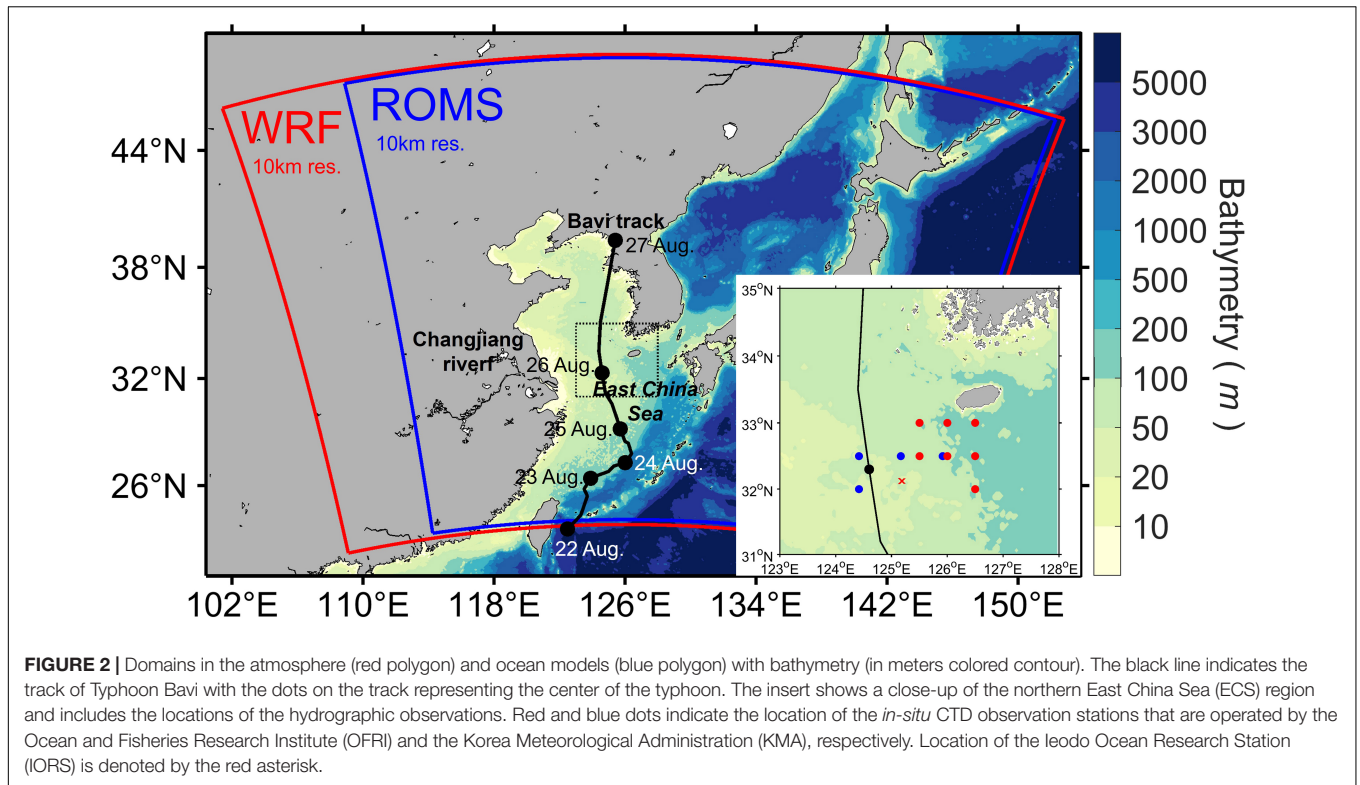 WRF
10km res.
ROMS
10km res.
44°N
38°N
32°N
26°N
Bavi track
27 Aug.
Changjiang
riverf
26 Aug.
East China
Sea
25 Aug.
24 Aug.
23 Aug.
22 Aug.
102°E 110°E 118°E 126°E 134°E 142°E 150°E
35°N
34°N
33°N
32°N
31°N
123°E 124°E 125°E 126°E 127°E 128°E
5000
3000
2000
1000
500
200
100
50
20
10
Bathymetry ( m )
FIGURE 2 | Domains in the atmosphere (red polygon) and ocean models (blue polygon) with bathymetry (in meters colored contour). The black line indicates the
track of Typhoon Bavi with the dots on the track representing the center of the typhoon. The insert shows a close-up of the northern East China Sea (ECS) region
and includes the locations of the hydrographic observations. Red and blue dots indicate the location of the in-situ CTD observation stations that are operated by the
Ocean and Fisheries Research Institute (OFRI) and the Korea Meteorological Administration (KMA), respectively. Location of the Ieodo Ocean Research Station
(IORS) is denoted by the red asterisk.